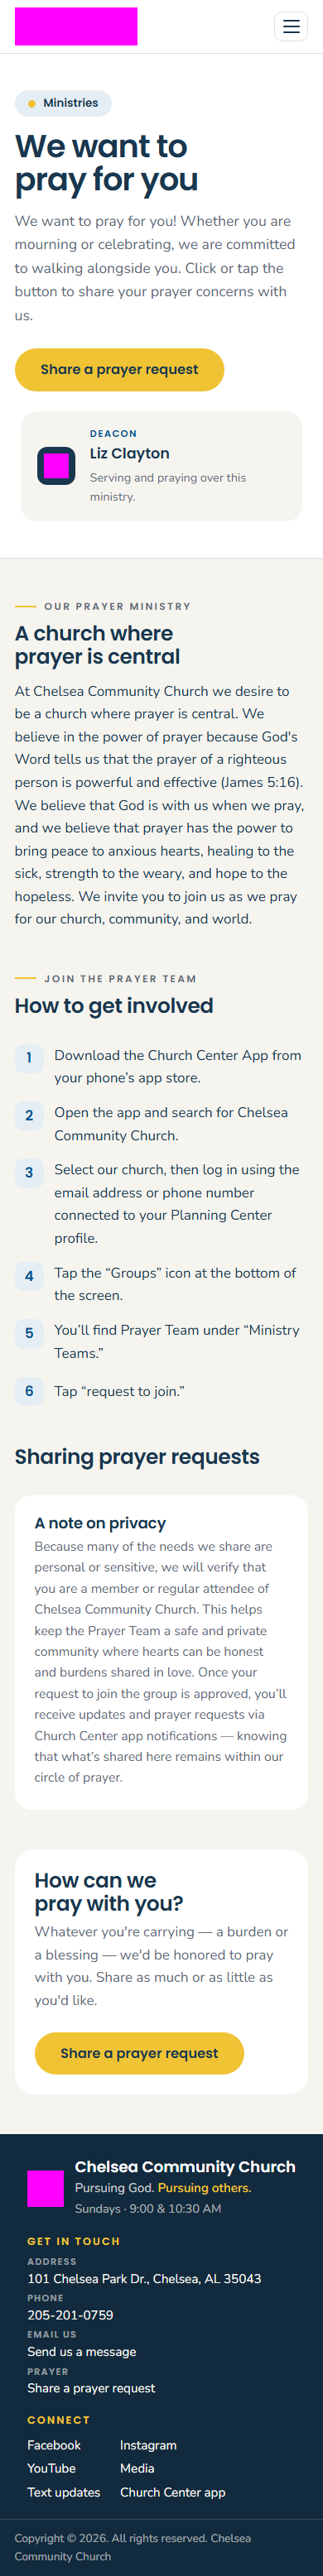 Ministries
We want to
pray for you
We want to pray for you! Whether you are
mourning or celebrating, we are committed
to walking alongside you. Click or tap the
button to share your prayer concerns with
us.
Share a prayer request
DEACON
Liz Clayton
Serving and praying over this
ministry.
OUR PRAYER MINISTRY
A church where
prayer is central
At Chelsea Community Church we desire to
be a church where prayer is central. We
believe in the power of prayer because God's
Word tells us that the prayer of a righteous
person is powerful and effective (James 5:16).
We believe that God is with us when we pray,
and we believe that prayer has the power to
bring peace to anxious hearts, healing to the
sick, strength to the weary, and hope to the
hopeless. We invite you to join us as we pray
for our church, community, and world.
JOIN THE PRAYER TEAM
How to get involved
1 Download the Church Center App from
your phone’s app store.
2 Open the app and search for Chelsea
Community Church.
3 Select our church, then log in using the
email address or phone number
connected to your Planning Center
profile.
4 Tap the “Groups” icon at the bottom of
the screen.
5 You’ll find Prayer Team under “Ministry
Teams.”
6 Tap “request to join.”
Sharing prayer requests
A note on privacy
Because many of the needs we share are
personal or sensitive, we will verify that
you are a member or regular attendee of
Chelsea Community Church. This helps
keep the Prayer Team a safe and private
community where hearts can be honest
and burdens shared in love. Once your
request to join the group is approved, you’ll
receive updates and prayer requests via
Church Center app notifications — knowing
that what’s shared here remains within our
circle of prayer.
How can we
pray with you?
Whatever you're carrying — a burden or
a blessing — we'd be honored to pray
with you. Share as much or as little as
you'd like.
Share a prayer request
Chelsea Community Church
Pursuing God. Pursuing others.
Sundays · 9:00 & 10:30 AM
GET IN TOUCH
ADDRESS
101 Chelsea Park Dr., Chelsea, AL 35043
PHONE
205-201-0759
EMAIL US
Send us a message
PRAYER
Share a prayer request
CONNECT
Facebook Instagram
YouTube Media
Text updates Church Center app
Copyright © 2026. All rights reserved. Chelsea
Community Church